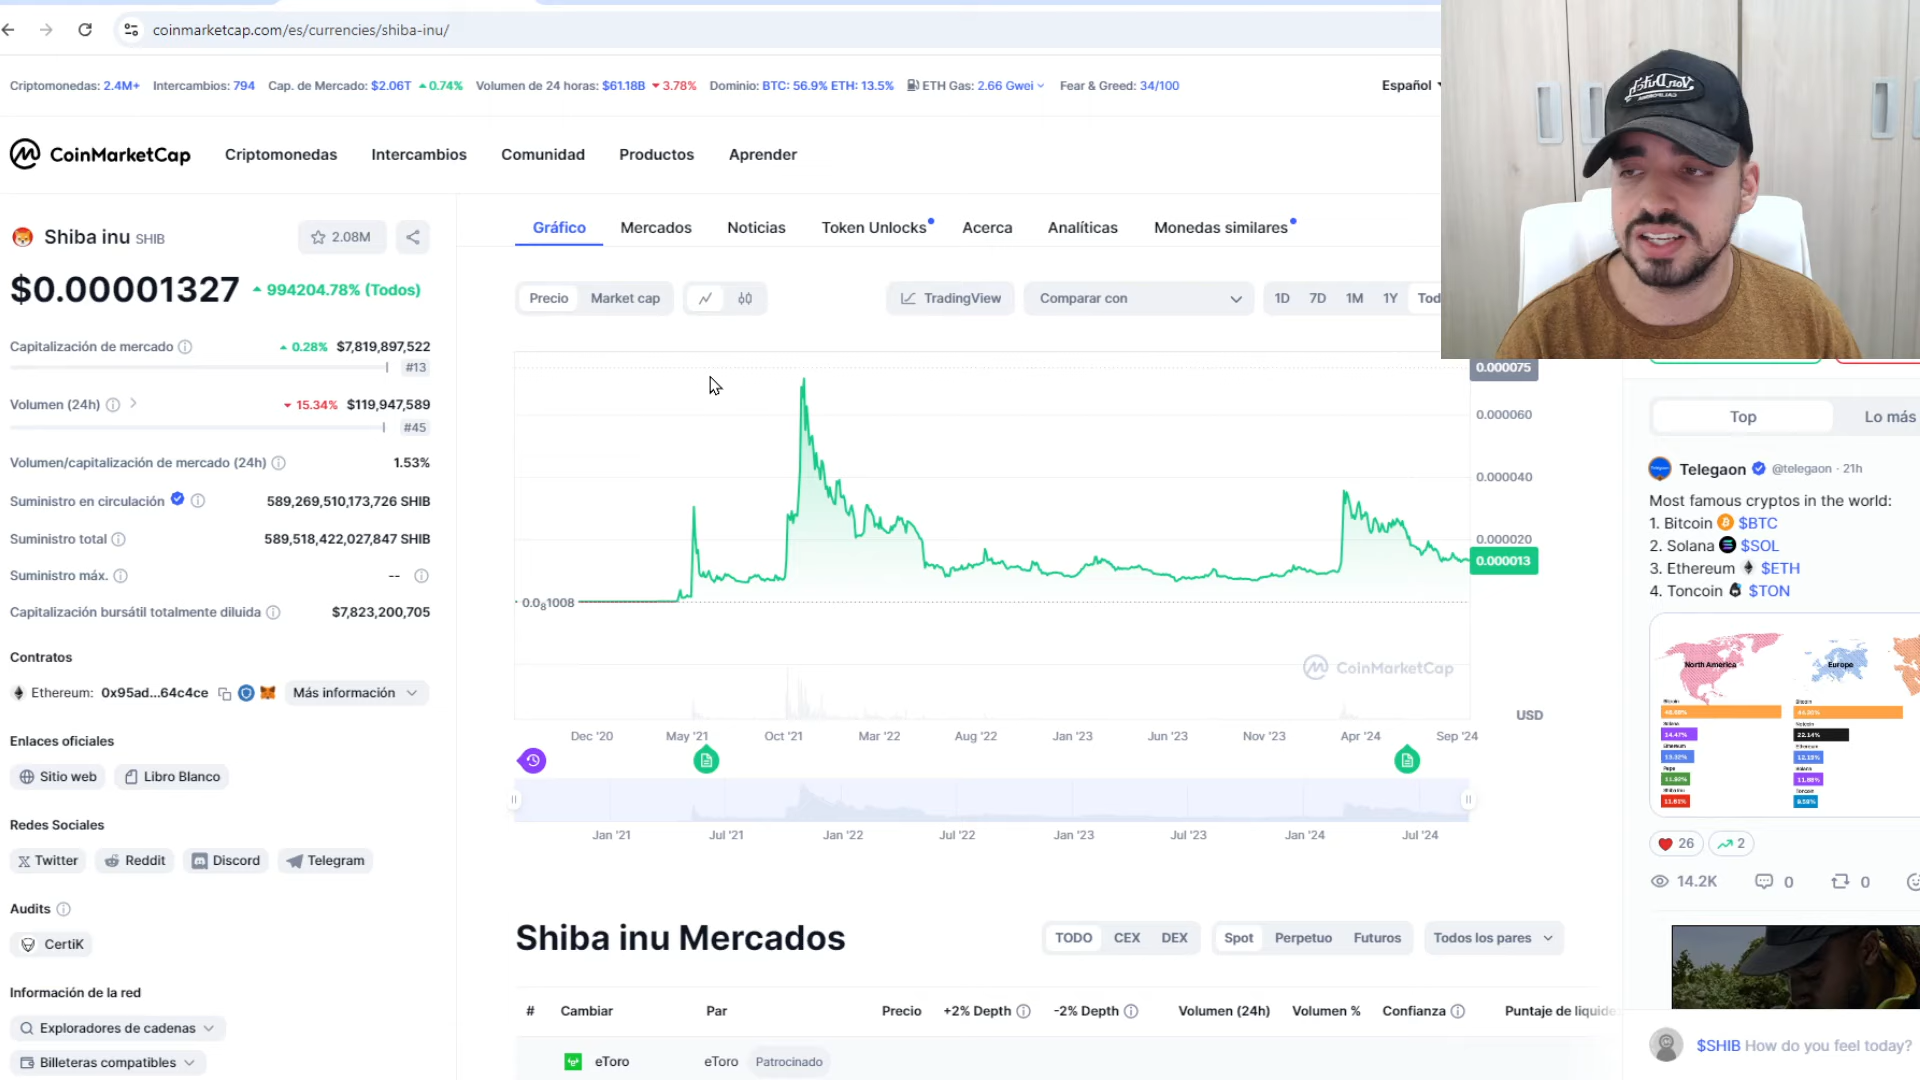 coinmarketcap.com/es/currencies/shiba-inu/
Criptomonedas: 2.4M+ Intercambios: 794 Cap. de Mercado: $2.06T 0.74% Volumen de 24 horas: $61.18B 3.78% Dominio: BTC: 56.9% ETH: 13.5% ETH Gas: 2.66 Gwei Fear & Greed: 34/100
Español
CoinMarketCap Criptomonedas Intercambios Comunidad Productos Aprender
Von Dutch
Shiba inu SHIB
2.08M
$0.00001327 994204.78% (Todos)
Capitalización de mercado 0.28% $7,819,897,522
#13
Volumen (24h) 15.34% $119,947,589
#45
Volumen/capitalización de mercado (24h) 1.53%
Suministro en circulación 589,269,510,173,726 SHIB
Suministro total 589,518,422,027,847 SHIB
Suministro máx. --
Capitalización bursátil totalmente diluida $7,823,200,705
Contratos
Ethereum: 0x95ad...64c4ce Más información
Enlaces oficiales
Sitio web Libro Blanco
Redes Sociales
Twitter Reddit Discord Telegram
Audits
CertiK
Información de la red
Exploradores de cadenas
Billeteras compatibles
Gráfico Mercados Noticias Token Unlocks Acerca Analíticas Monedas similares
Precio Market cap TradingView Comparar con 1D 7D 1M 1Y Tod
0.000075
0.000060
0.000040
0.000020
0.000013
0.0₈1008
CoinMarketCap
USD
Dec '20 May '21 Oct '21 Mar '22 Aug '22 Jan '23 Jun '23 Nov '23 Apr '24 Sep '24
Jan '21 Jul '21 Jan '22 Jul '22 Jan '23 Jul '23 Jan '24 Jul '24
Shiba inu Mercados
TODO CEX DEX Spot Perpetuo Futuros Todos los pares
# Cambiar Par Precio +2% Depth -2% Depth Volumen (24h) Volumen % Confianza Puntaje de liquide
eToro eToro Patrocinado
Top Lo más
Telegaon @telegaon · 21h
Most famous cryptos in the world:
1. Bitcoin $BTC
2. Solana $SOL
3. Ethereum $ETH
4. Toncoin $TON
North America Europe
26 2
14.2K 0 0
$SHIB How do you feel today?